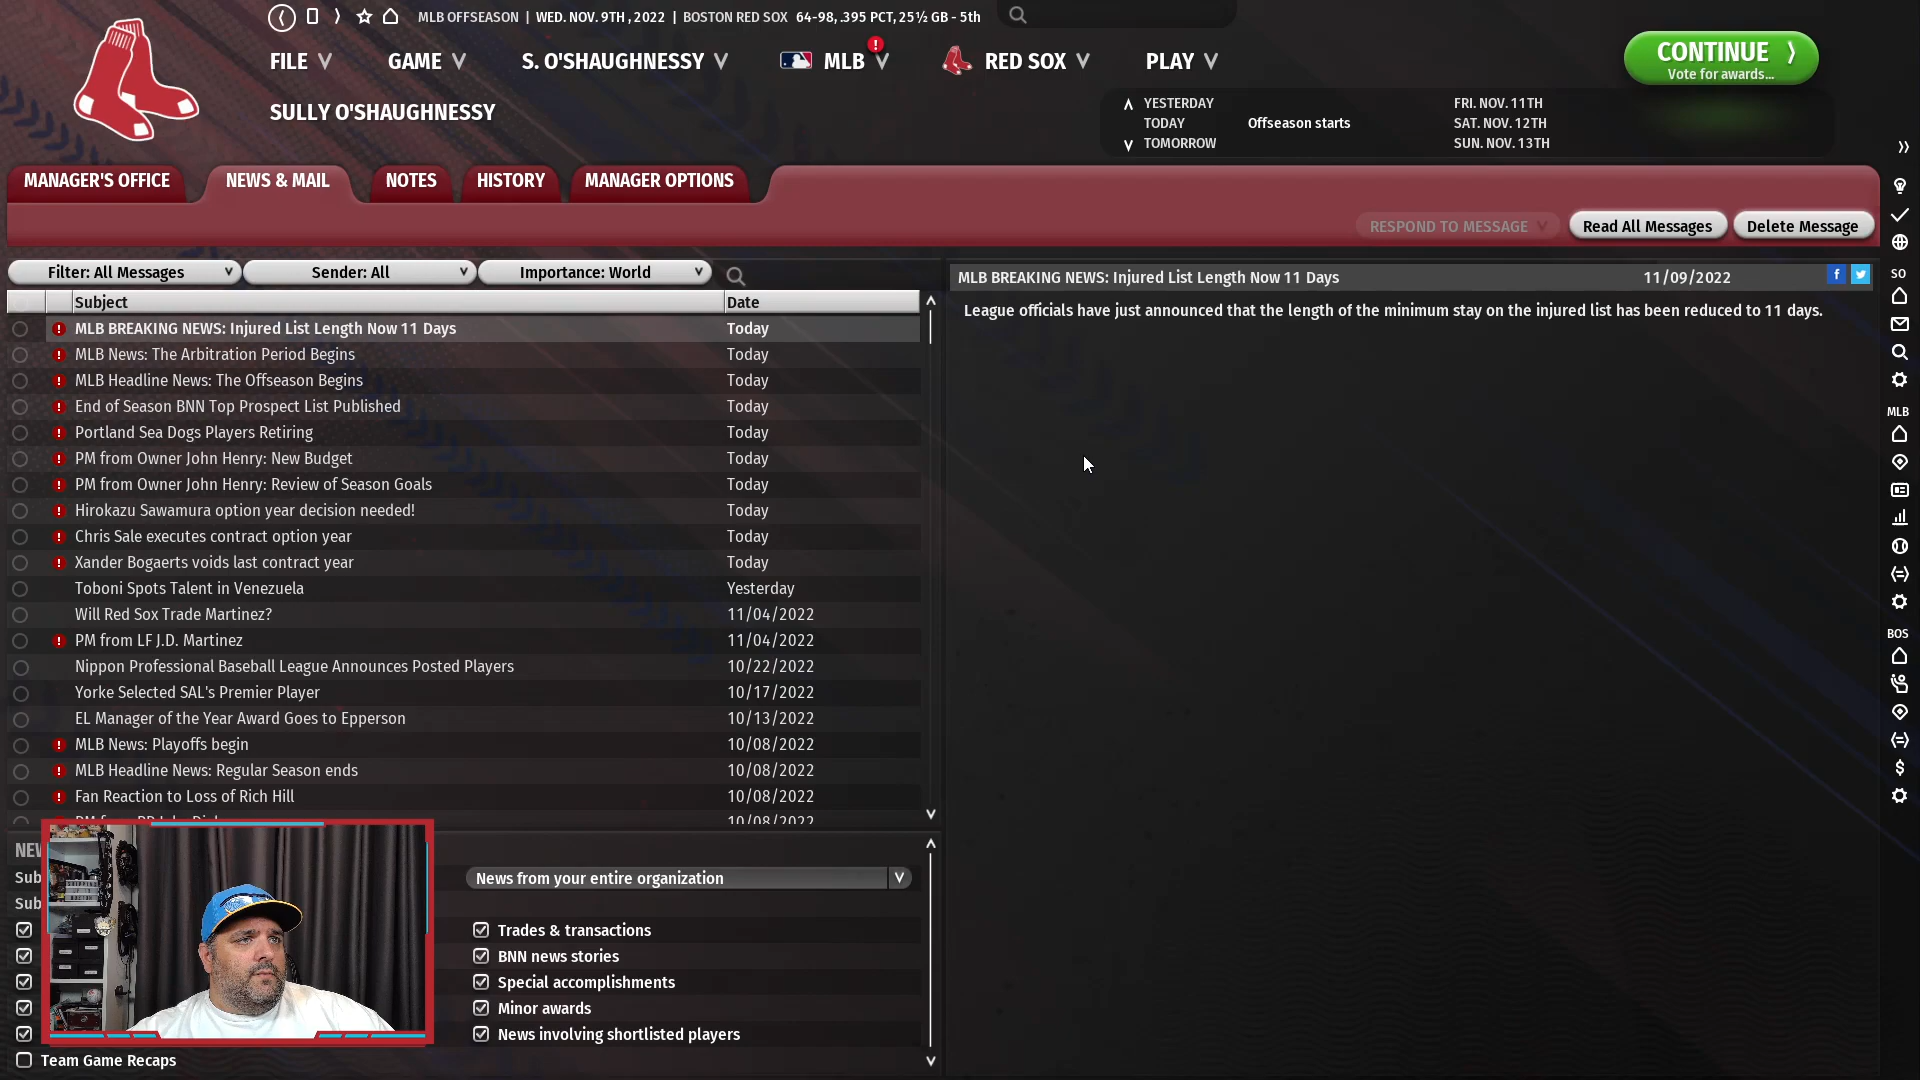 MLB OFFSEASON | WED. NOV. 9TH , 2022 | BOSTON RED SOX 64-98, .395 PCT, 25½ GB - 5th
FILE GAME S. O'SHAUGHNESSY MLB RED SOX PLAY
CONTINUE
Vote for awards...
SULLY O'SHAUGHNESSY
YESTERDAY FRI. NOV. 11TH
TODAY Offseason starts SAT. NOV. 12TH
TOMORROW SUN. NOV. 13TH
MANAGER'S OFFICE NEWS & MAIL NOTES HISTORY MANAGER OPTIONS
RESPOND TO MESSAGE Read All Messages Delete Message
Filter: All Messages Sender: All Importance: World
Subject Date
MLB BREAKING NEWS: Injured List Length Now 11 Days Today
MLB News: The Arbitration Period Begins Today
MLB Headline News: The Offseason Begins Today
End of Season BNN Top Prospect List Published Today
Portland Sea Dogs Players Retiring Today
PM from Owner John Henry: New Budget Today
PM from Owner John Henry: Review of Season Goals Today
Hirokazu Sawamura option year decision needed! Today
Chris Sale executes contract option year Today
Xander Bogaerts voids last contract year Today
Toboni Spots Talent in Venezuela Yesterday
Will Red Sox Trade Martinez? 11/04/2022
PM from LF J.D. Martinez 11/04/2022
Nippon Professional Baseball League Announces Posted Players 10/22/2022
Yorke Selected SAL's Premier Player 10/17/2022
EL Manager of the Year Award Goes to Epperson 10/13/2022
MLB News: Playoffs begin 10/08/2022
MLB Headline News: Regular Season ends 10/08/2022
Fan Reaction to Loss of Rich Hill 10/08/2022
10/08/2022
MLB BREAKING NEWS: Injured List Length Now 11 Days 11/09/2022
League officials have just announced that the length of the minimum stay on the injured list has been reduced to 11 days.
NEW
Sub
News from your entire organization
Sub
Trades & transactions
BNN news stories
Special accomplishments
Minor awards
News involving shortlisted players
Team Game Recaps
SO
MLB
BOS